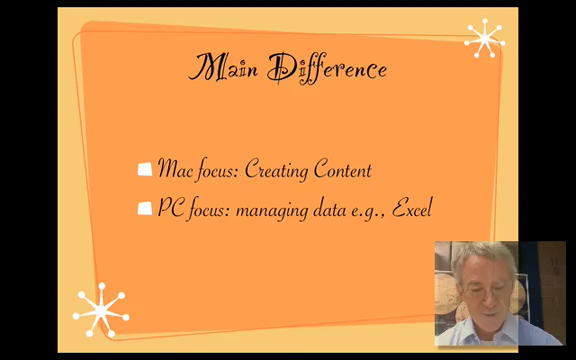 Main Difference
Mac focus: Creating Content
PC focus: managing data e.g., Excel